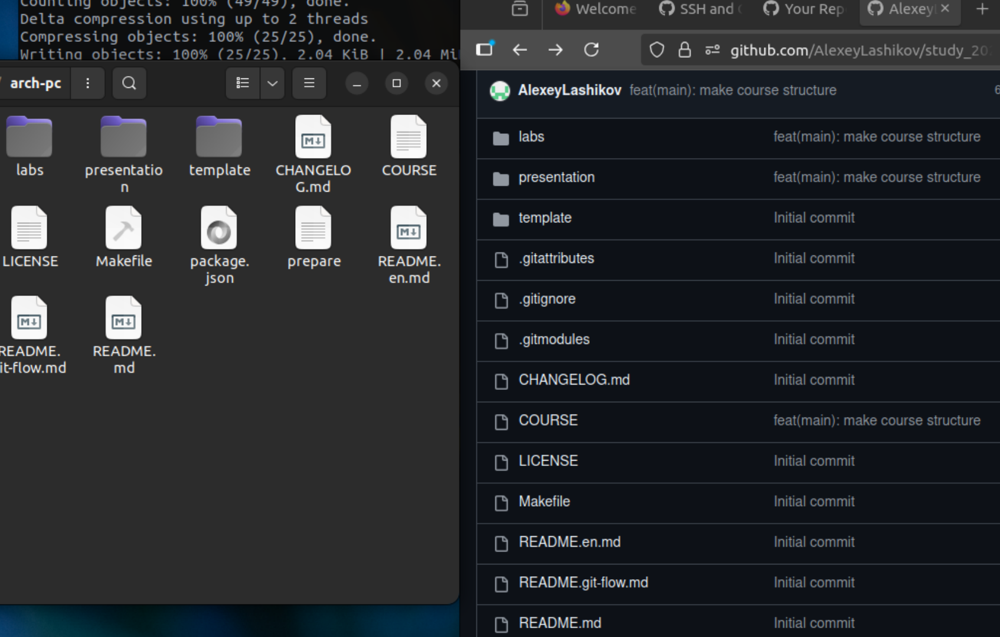 Counting objects: 100% (49/49), done.
Delta compression using up to 2 threads
Compressing objects: 100% (25/25), done.
Writing objects: 100% (25/25), 2.04 KiB | 2.04 Mi
arch-pc
labs
presentatio
n
template
CHANGELO
G.md
COURSE
LICENSE
Makefile
package.
json
prepare
README.
en.md
README.
it-flow.md
README.
md
Welcome
SSH and
Your Rep
Alexey
github.com/AlexeyLashikov/study_20
AlexeyLashikov feat(main): make course structure 6
labs feat(main): make course structure
presentation feat(main): make course structure
template Initial commit
.gitattributes Initial commit
.gitignore Initial commit
.gitmodules Initial commit
CHANGELOG.md Initial commit
COURSE feat(main): make course structure
LICENSE Initial commit
Makefile Initial commit
README.en.md Initial commit
README.git-flow.md Initial commit
README.md Initial commit